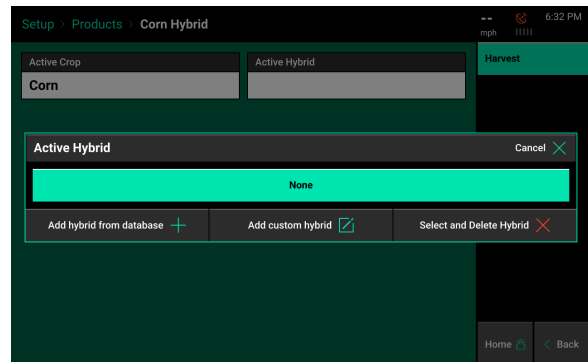 Setup > Products > Corn Hybrid
--
mph
6:32 PM
Active Crop
Corn
Active Hybrid
Harvest
Active Hybrid
Cancel
None
Add hybrid from database
Add custom hybrid
Select and Delete Hybrid
Home
< Back